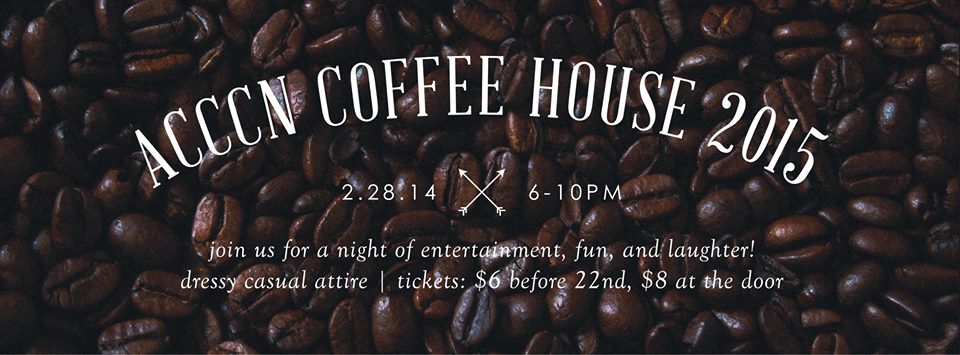 ACCCN COFFEE HOUSE 2015
2.28.14 6-10PM
join us for a night of entertainment, fun, and laughter!
dressy casual attire | tickets: $6 before 22nd, $8 at the door